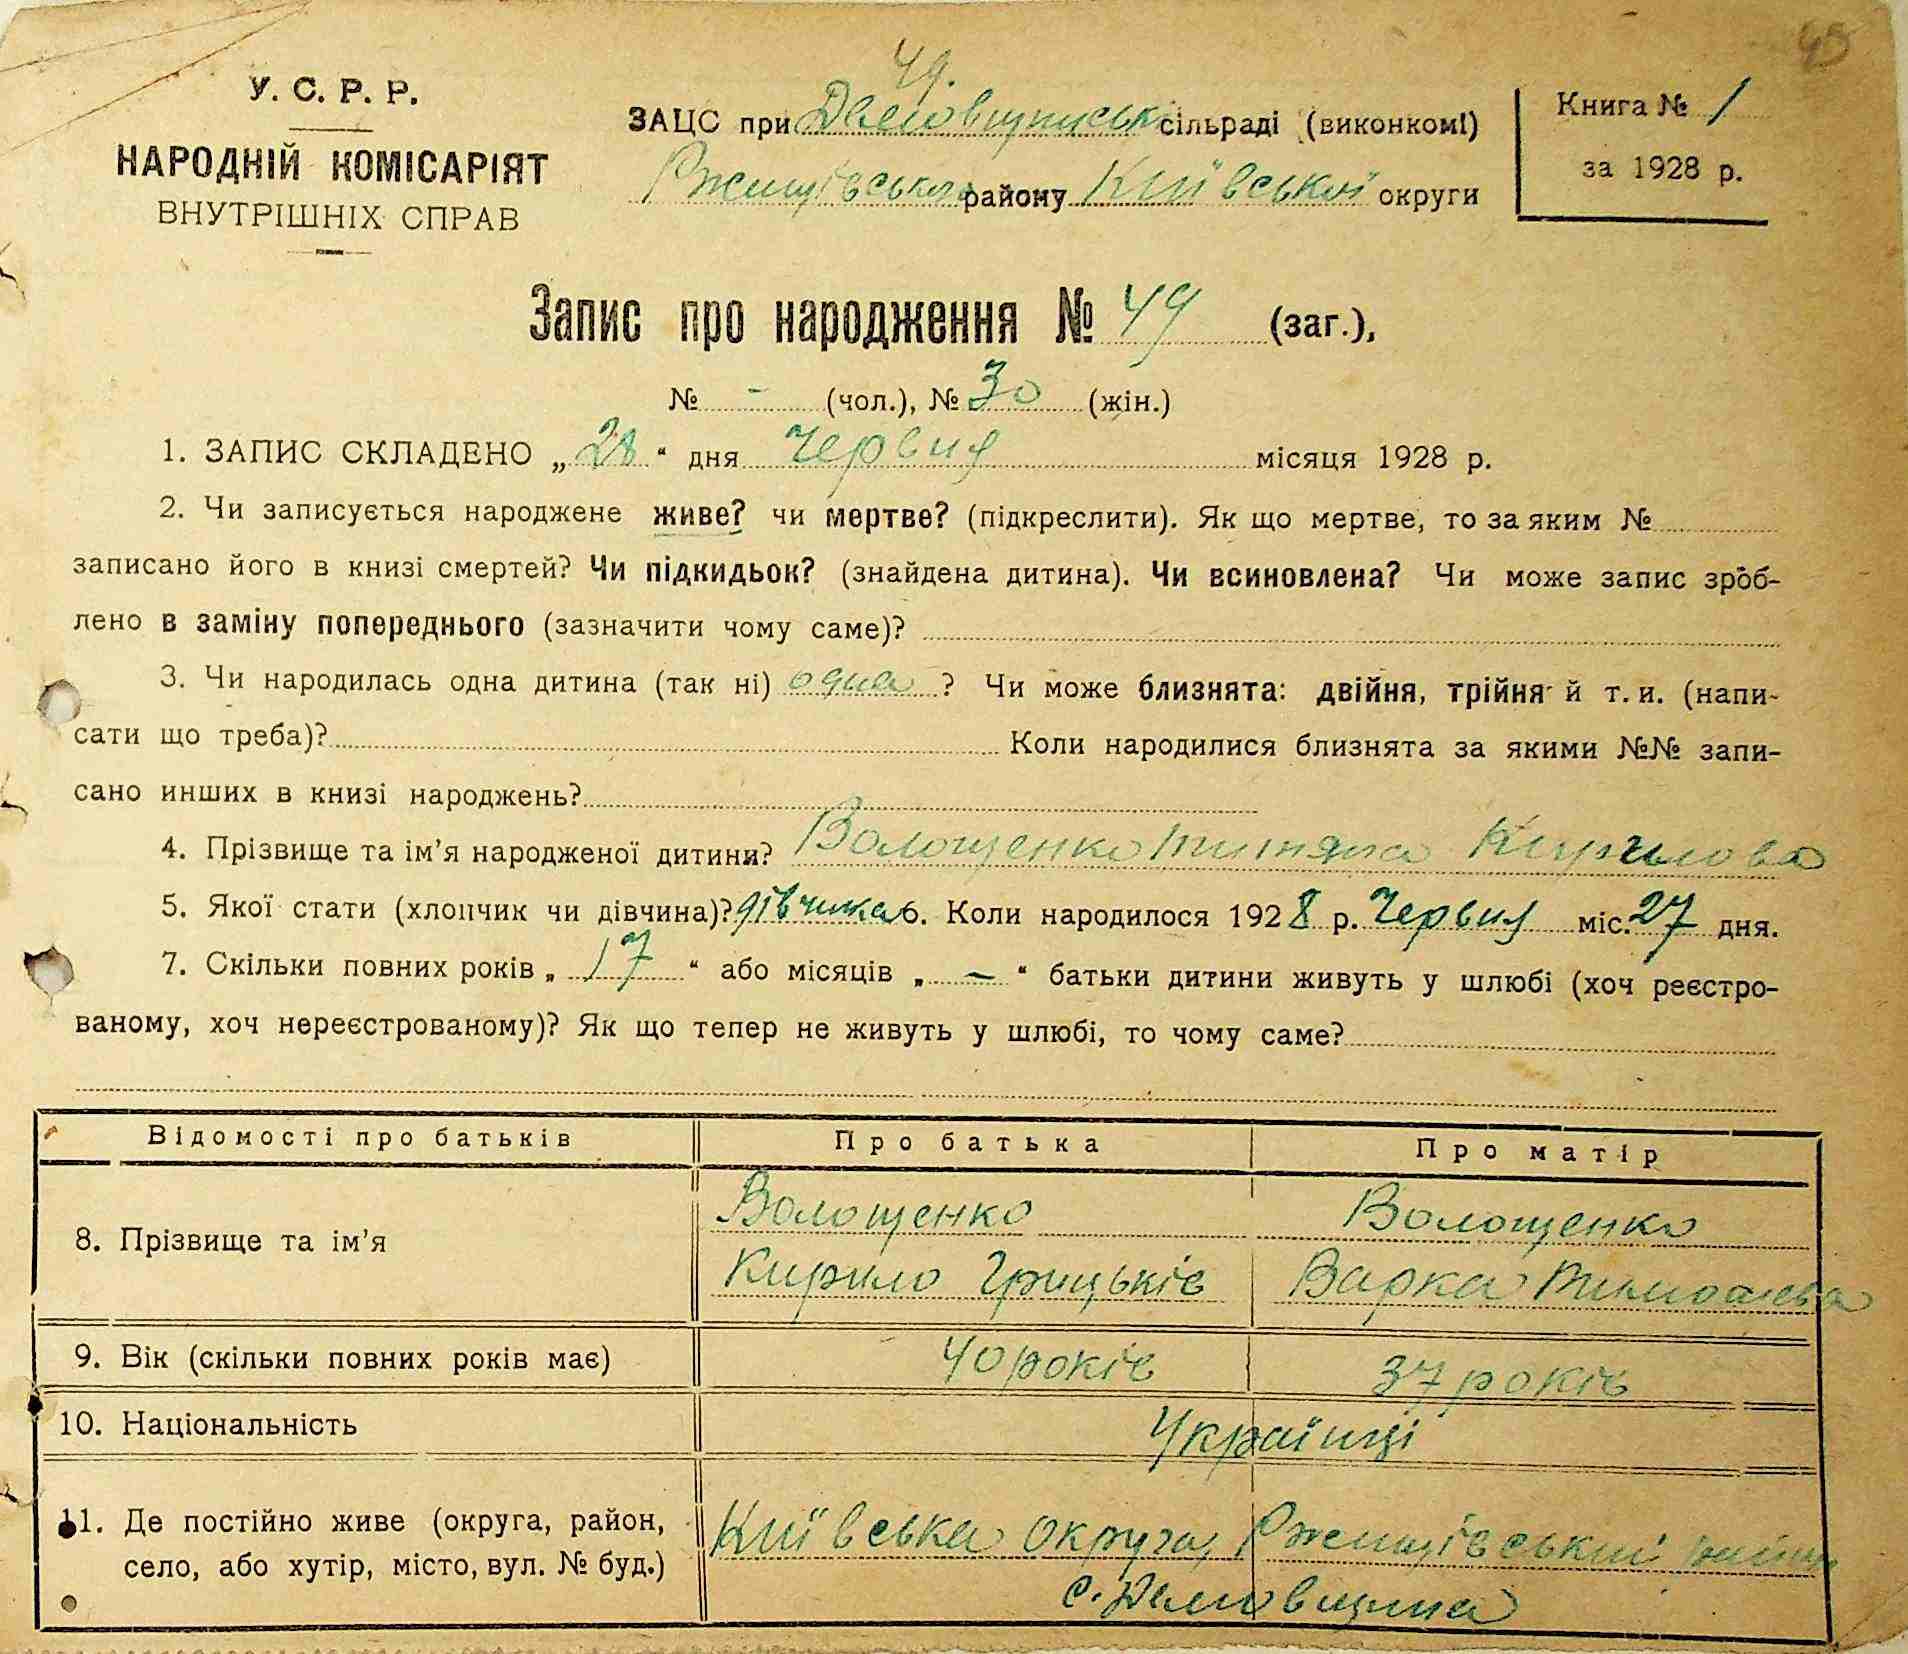 45
49.
У. С. Р. Р.
НАРОДНІЙ КОМІСАРІЯТ
ВНУТРІШНІХ СПРАВ
ЗАЦС при Демовщинськ сільраді (виконкомі)
Ржищівського району Київської округи
Книга № 1
за 1928 р.
Запис про народження № 49 (заг.),
№ - (чол.), № 30 (жін.)
1. ЗАПИС СКЛАДЕНО „28“ дня Червня місяця 1928 р.
2. Чи записується народжене живе? чи мертве? (підкреслити). Як що мертве, то за яким №
записано його в книзі смертей? Чи підкидьок? (знайдена дитина). Чи всиновлена? Чи може запис зроб-
лено в заміну попереднього (зазначити чому саме)?
3. Чи народилась одна дитина (так ні) одна ? Чи може близнята: двійня, трійня й т. и. (напи-
сати що треба)? Коли народилися близнята за якими №№ запи-
сано инших в книзі народжень?
4. Прізвище та ім'я народженої дитини? Волощенко Титяна Кирилова
5. Якої стати (хлопчик чи дівчина)? дівчинка 6. Коли народилося 1928 р. Червня міс. 27 дня.
7. Скільки повних років „ 17 “ або місяців „ — “ батьки дитини живуть у шлюбі (хоч реєстро-
ваному, хоч нереєстрованому)? Як що тепер не живуть у шлюбі, то чому саме?
Відомості про батьків Про батька Про матір
8. Прізвище та ім'я
Волощенко Волощенко
Кирило Грицьків Варка Тимошева
9. Вік (скільки повних років має) 40 років 37 років
10. Національність Українці
11. Де постійно живе (округа, район,
село, або хутір, місто, вул. № буд.)
Київська округа, Ржищівський район
с. Демовщина